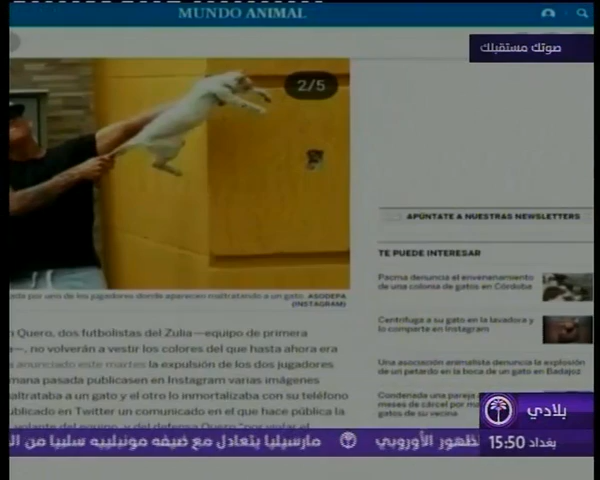 MUNDO ANIMAL
صوتك مستقبلك
2/5
APÚNTATE A NUESTRAS NEWSLETTERS
TE PUEDE INTERESAR
Pacma denuncia el envenenamiento
de una colonia de gatos en Córdoba
Centrifuga a su gato en la lavadora y
lo comparte en Instagram
Una asociación animalista denuncia la explosión
de un petardo en la boca de un gato en Badajoz
Condenada una pareja
meses de cárcel por
gatos de su vecina
por uno de los jugadores donde aparecen maltratando a un gato. ASODEPA
(INSTAGRAM)
Quero, dos futbolistas del Zulia—equipo de primera
—, no volverán a vestir los colores del que hasta ahora era
anunciado este martes la expulsión de los dos jugadores
mana pasada publicasen en Instagram varias imágenes
altrataba a un gato y el otro lo inmortalizaba con su teléfono
ublicado en Twitter un comunicado en el que hace pública la
volante del equipo, y del defensa Quero "por violar el
بلادي
بغداد 15:50
ظهور الأوروبي
مارسيليا يتعادل مع ضيفه مونبلييه سلبيا من